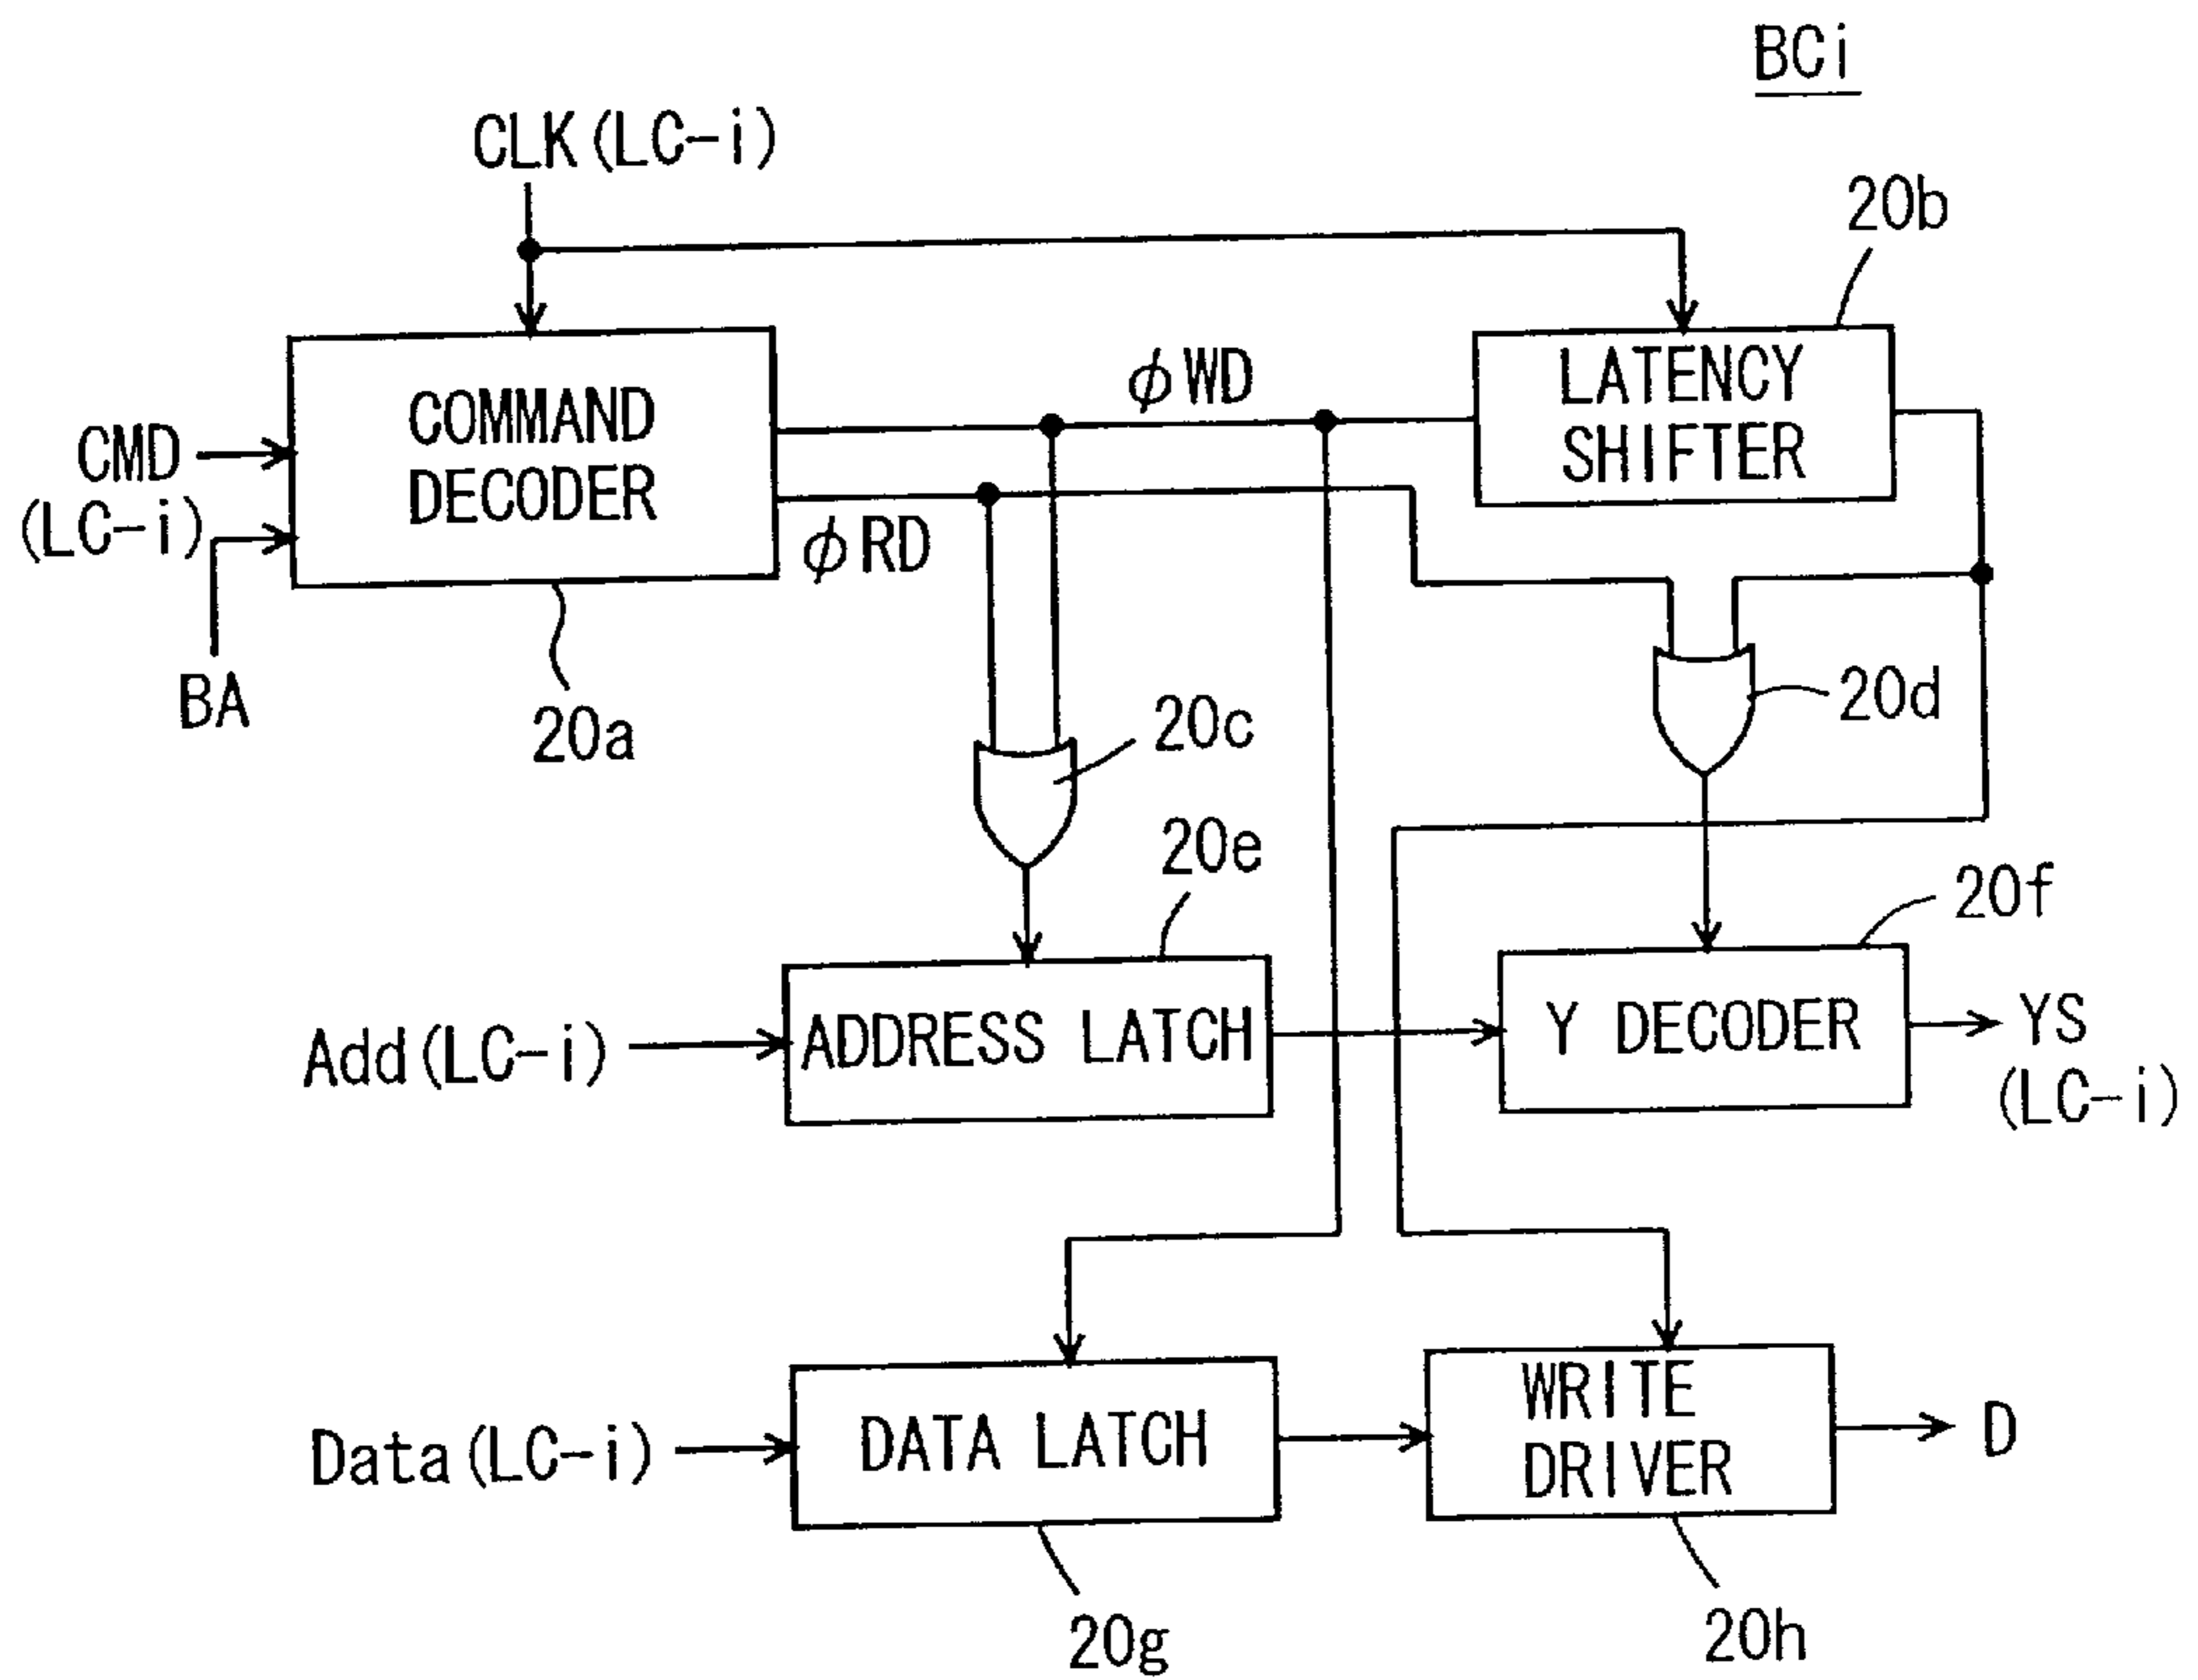 BCi
CLK(LC-i)
20b
LATENCY
SHIFTER
φWD
COMMAND
DECODER
CMD
(LC-i)
φRD
BA
20a
20c
20d
20e
20f
ADDRESS LATCH
Y DECODER
YS
(LC-i)
Add(LC-i)
DATA LATCH
WRITE
DRIVER
D
Data(LC-i)
20g
20h